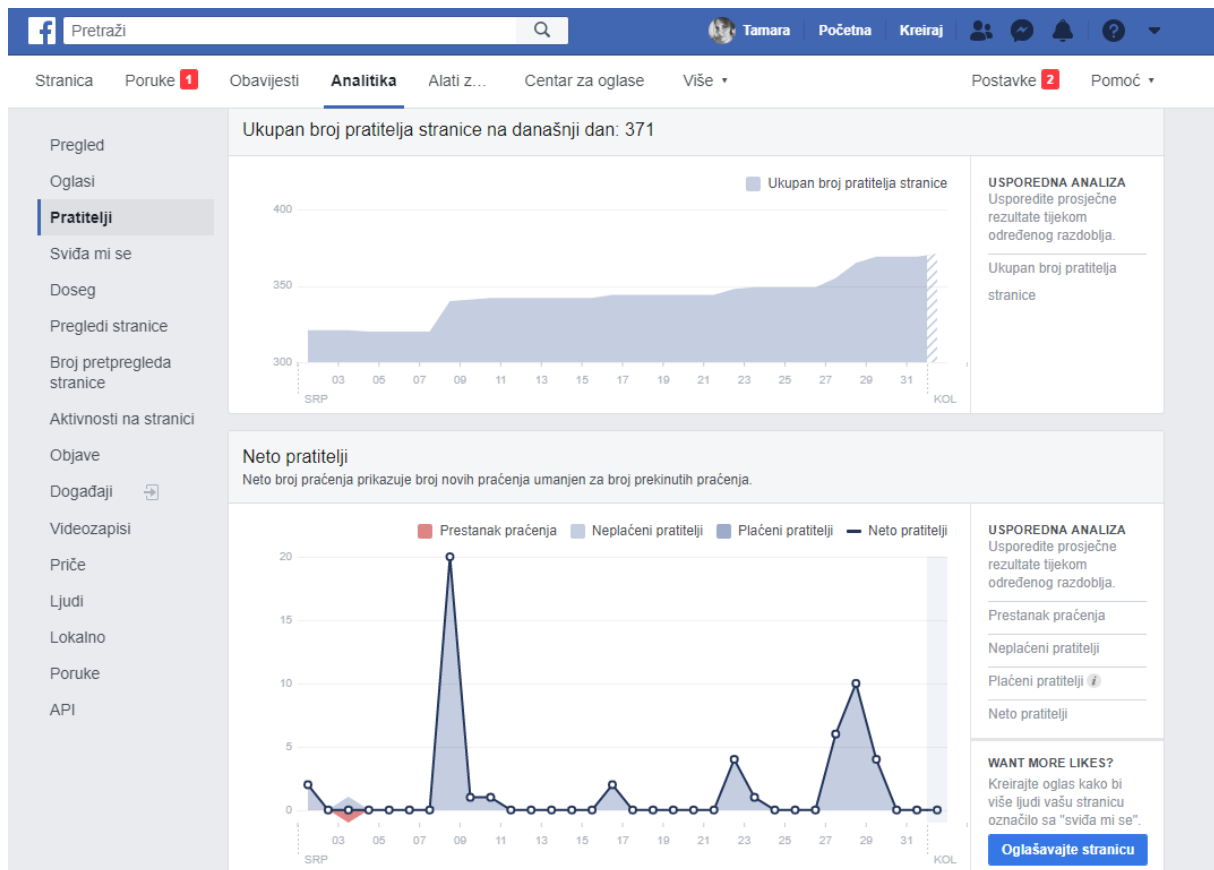 f Pretraži Tamara Početna Kreiraj
Stranica Poruke 1 Obavijesti Analitika Alati z... Centar za oglase Više Postavke 2 Pomoć
Pregled
Oglasi
Pratitelji
Sviđa mi se
Doseg
Pregledi stranice
Broj pretpregleda
stranice
Aktivnosti na stranici
Objave
Događaji
Videozapisi
Priče
Ljudi
Lokalno
Poruke
API
Ukupan broj pratitelja stranice na današnji dan: 371
Ukupan broj pratitelja stranice
400
350
300
03 05 07 09 11 13 15 17 19 21 23 25 27 29 31
SRP KOL
USPOREDNA ANALIZA
Usporedite prosječne
rezultate tijekom
određenog razdoblja.
Ukupan broj pratitelja
stranice
Neto pratitelji
Neto broj praćenja prikazuje broj novih praćenja umanjen za broj prekinutih praćenja.
Prestanak praćenja Neplaćeni pratitelji Plaćeni pratitelji Neto pratitelji
20
15
10
5
0
03 05 07 09 11 13 15 17 19 21 23 25 27 29 31
SRP KOL
USPOREDNA ANALIZA
Usporedite prosječne
rezultate tijekom
određenog razdoblja.
Prestanak praćenja
Neplaćeni pratitelji
Plaćeni pratitelji i
Neto pratitelji
WANT MORE LIKES?
Kreirajte oglas kako bi
više ljudi vašu stranicu
označilo sa "sviđa mi se".
Oglašavajte stranicu